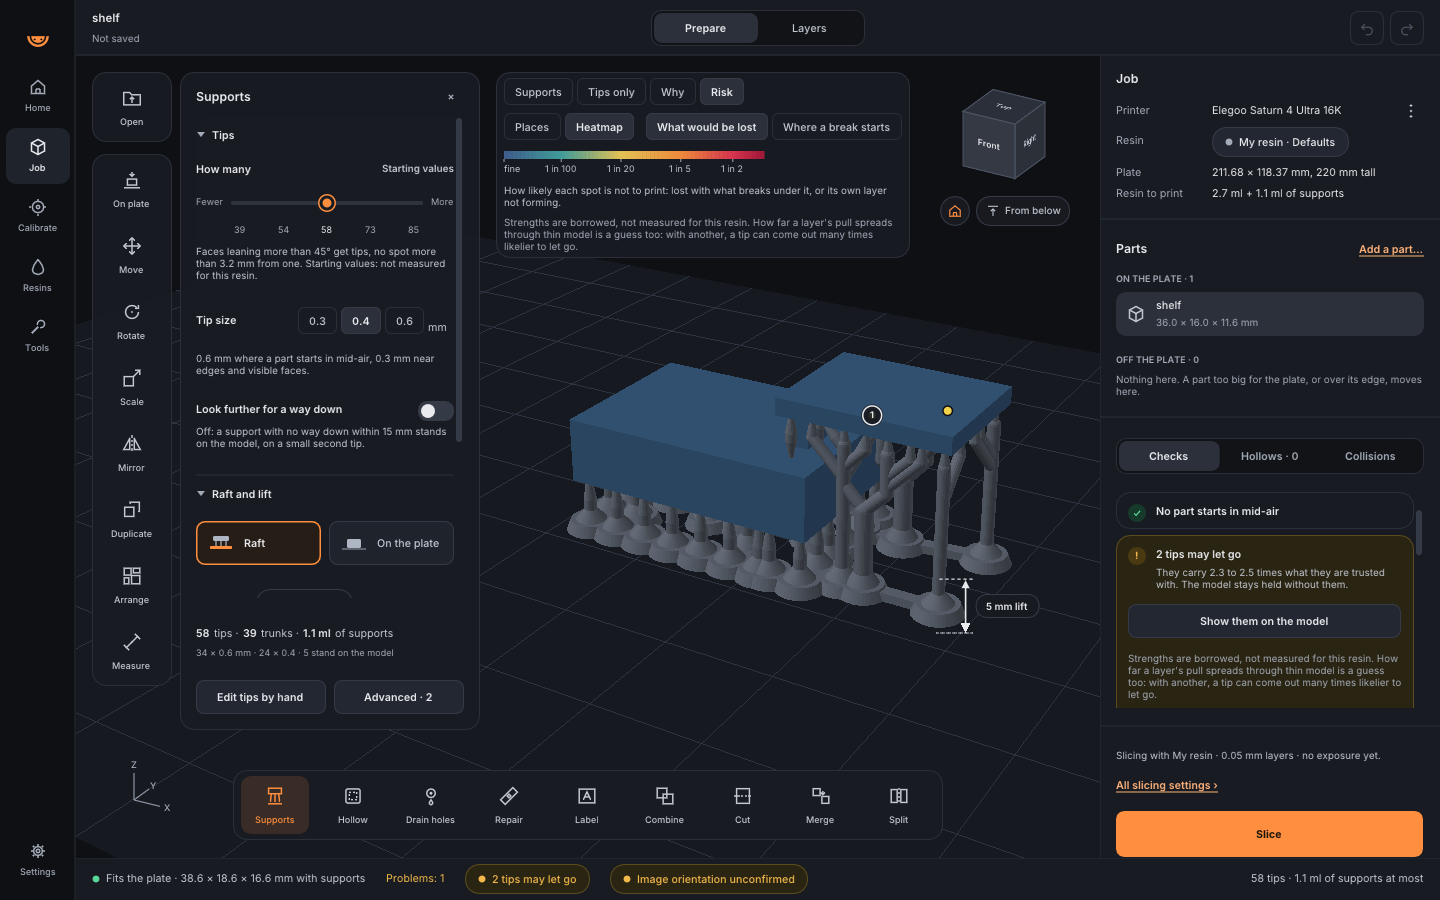 shelf
Not saved
Prepare
Layers
Home
Job
Calibrate
Resins
Tools
Settings
Open
On plate
Move
Rotate
Scale
Mirror
Duplicate
Arrange
Measure
Supports
×
Tips
How many
Starting values
Fewer
More
39 54 58 73 85
Faces leaning more than 45° get tips, no spot more
than 3.2 mm from one. Starting values: not measured
for this resin.
Tip size
0.3 0.4 0.6 mm
0.6 mm where a part starts in mid-air, 0.3 mm near
edges and visible faces.
Look further for a way down
Off: a support with no way down within 15 mm stands
on the model, on a small second tip.
Raft and lift
Raft
On the plate
58 tips · 39 trunks · 1.1 ml of supports
34 × 0.6 mm · 24 × 0.4 · 5 stand on the model
Edit tips by hand
Advanced · 2
Supports Tips only Why Risk
Places Heatmap What would be lost Where a break starts
fine 1 in 100 1 in 20 1 in 5 1 in 2
How likely each spot is not to print: lost with what breaks under it, or its own layer
not forming.
Strengths are borrowed, not measured for this resin. How far a layer's pull spreads
through thin model is a guess too: with another, a tip can come out many times
likelier to let go.
Top
Front
Right
From below
1
5 mm lift
Z
Y
X
Supports
Hollow
Drain holes
Repair
Label
Combine
Cut
Merge
Split
Job
Printer Elegoo Saturn 4 Ultra 16K
Resin My resin · Defaults
Plate 211.68 × 118.37 mm, 220 mm tall
Resin to print 2.7 ml + 1.1 ml of supports
Parts
Add a part...
ON THE PLATE · 1
shelf
36.0 × 16.0 × 11.6 mm
OFF THE PLATE · 0
Nothing here. A part too big for the plate, or over its edge, moves
here.
Checks
Hollows · 0
Collisions
No part starts in mid-air
!
2 tips may let go
They carry 2.3 to 2.5 times what they are trusted
with. The model stays held without them.
Show them on the model
Strengths are borrowed, not measured for this resin. How
far a layer's pull spreads through thin model is a guess
too: with another, a tip can come out many times likelier to
let go.
Slicing with My resin · 0.05 mm layers · no exposure yet.
All slicing settings ›
Slice
Fits the plate · 38.6 × 18.6 × 16.6 mm with supports
Problems: 1
2 tips may let go
Image orientation unconfirmed
58 tips · 1.1 ml of supports at most